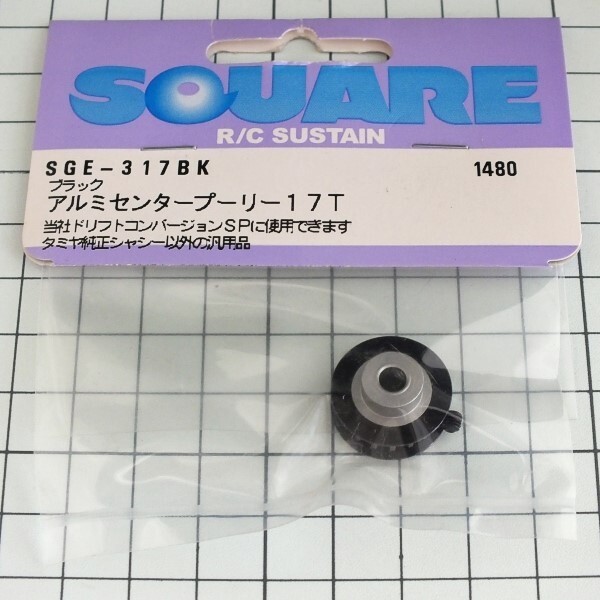 SQUARE
R/C SUSTAIN
SGE-317BK 1480
ブラック
アルミセンタープーリー17T
当社ドリフトコンバージョンSPに使用できます
タミヤ純正シャシー以外の汎用品